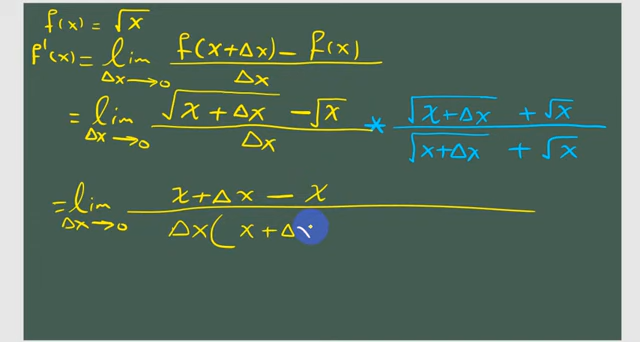 f(x) = √x
f'(x) = lim Δx→0 f(x+Δx) − f(x) / Δx
= lim Δx→0 √x+Δx − √x / Δx * √x+Δx + √x / √x+Δx + √x
= lim Δx→0 x+Δx − x / Δx( x+Δ